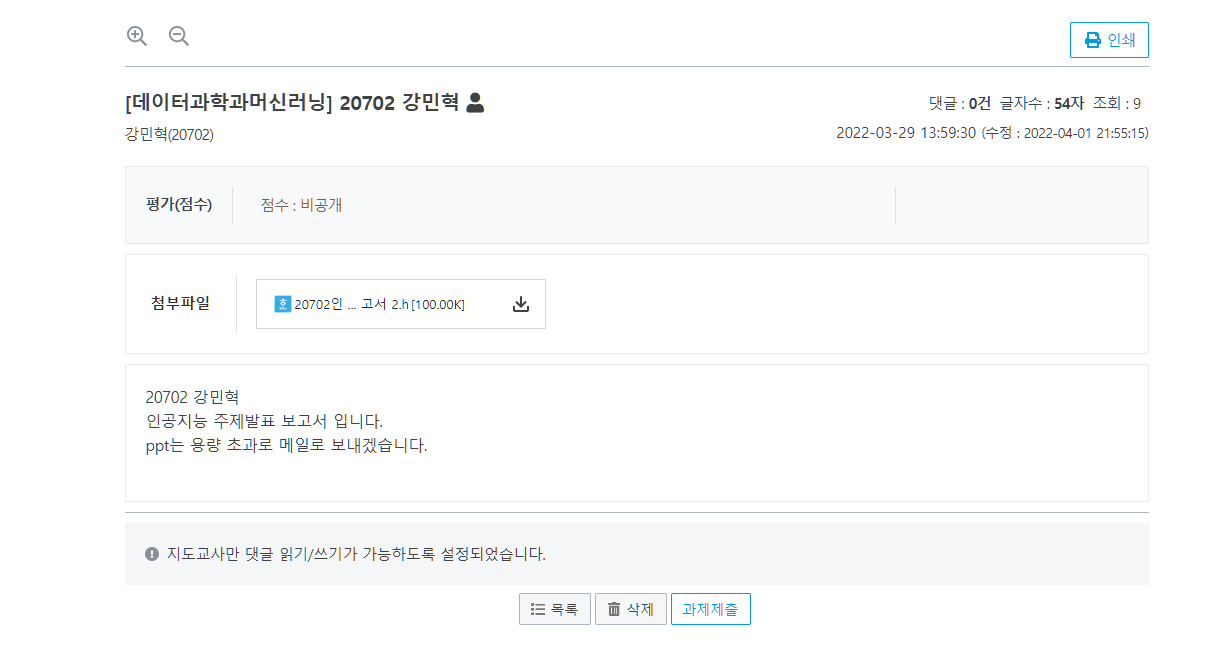 인쇄
[데이터과학과머신러닝] 20702 강민혁
댓글 : 0건 글자수 : 54자 조회 : 9
강민혁(20702)
2022-03-29 13:59:30 (수정 : 2022-04-01 21:55:15)
평가(점수)
점수 : 비공개
첨부파일
호
20702인 ... 고서 2.h [100.00K]
20702 강민혁
인공지능 주제발표 보고서 입니다.
ppt는 용량 초과로 메일로 보내겠습니다.
지도교사만 댓글 읽기/쓰기가 가능하도록 설정되었습니다.
목록
삭제
과제제출